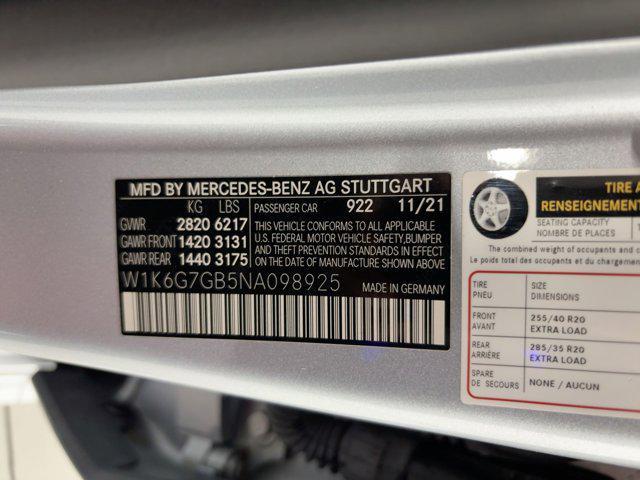 MFD BY MERCEDES-BENZ AG STUTTGART
KG LBS PASSENGER CAR 922 11/21
GVWR 2820 6217
GAWR FRONT 1420 3131
GAWR REAR 1440 3175
THIS VEHICLE CONFORMS TO ALL APPLICABLE
U.S. FEDERAL MOTOR VEHICLE SAFETY, BUMPER
AND THEFT PREVENTION STANDARDS IN EFFECT
ON THE DATE OF MANUFACTURE SHOWN ABOVE.
W1K6G7GB5NA098925 MADE IN GERMANY
TIRE A
RENSEIGNEMENT
SEATING CAPACITY
NOMBRE DE PLACES
The combined weight of occupants and
Le poids total des occupants et du
TIRE SIZE
PNEU DIMENSIONS
FRONT 255/40 R20
AVANT EXTRA LOAD
REAR 285/35 R20
ARRIÈRE EXTRA LOAD
SPARE NONE / AUCUN
DE SECOURS